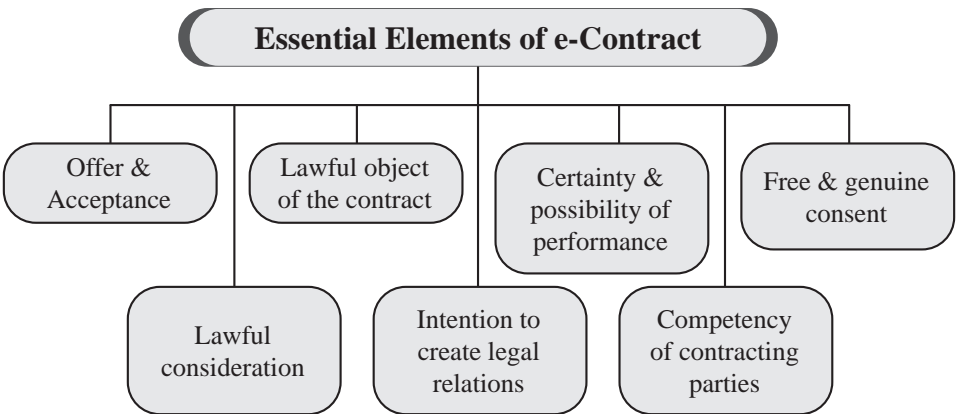 Essential Elements of e-Contract
Offer &
Acceptance
Lawful object
of the contract
Certainty &
possibility of
performance
Free & genuine
consent
Lawful
consideration
Intention to
create legal
relations
Competency
of contracting
parties